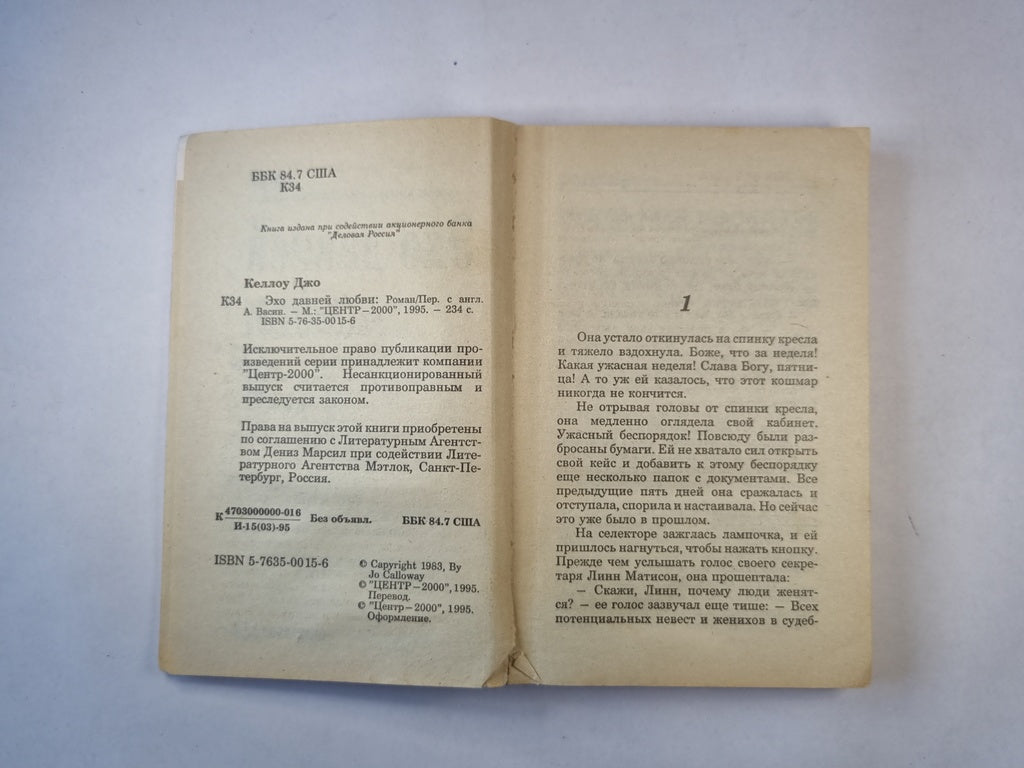 ББК 84.7 США
К34
Книга издана при содействии акционерного банка
"Деловая Россия"
Келлоу Джо
К34 Эхо давней любви: Роман/Пер. с англ.
А. Васин. – М.: "ЦЕНТР–2000", 1995. – 234 с.
ISBN 5-76-35-0015-6
Исключительное право публикации про-
изведений серии принадлежит компании
"Центр-2000". Несанкционированный
выпуск считается противоправным и
преследуется законом.
Права на выпуск этой книги приобретены
по соглашению с Литературным Агентст-
вом Дениз Марсил при содействии Лите-
ратурного Агентства Мэтлок, Санкт-Пе-
тербург, Россия.
К 4703000000-016
И-15(03)-95
Без объявл. ББК 84.7 США
ISBN 5-7635-0015-6
© Capyright 1983, By
Jo Calloway
© "ЦЕНТР–2000", 1995.
Перевод.
© "Центр–2000", 1995.
Оформление.
1
Она устало откинулась на спинку кресла
и тяжело вздохнула. Боже, что за неделя!
Какая ужасная неделя! Слава Богу, пятни-
ца! А то уж ей казалось, что этот кошмар
никогда не кончится.
Не отрывая головы от спинки кресла,
она медленно оглядела свой кабинет.
Ужасный беспорядок! Повсюду были раз-
бросаны бумаги. Ей не хватало сил открыть
свой кейс и добавить к этому беспорядку
еще несколько папок с документами. Все
предыдущие пять дней она сражалась и
отступала, спорила и настаивала. Но сейчас
это уже было в прошлом.
На селекторе зажглась лампочка, и ей
пришлось нагнуться, чтобы нажать кнопку.
Прежде чем услышать голос своего секре-
таря Линн Матисон, она прошептала:
– Скажи, Линн, почему люди женят-
ся? – ее голос зазвучал еще тише: – Всех
потенциальных невест и женихов в судеб-